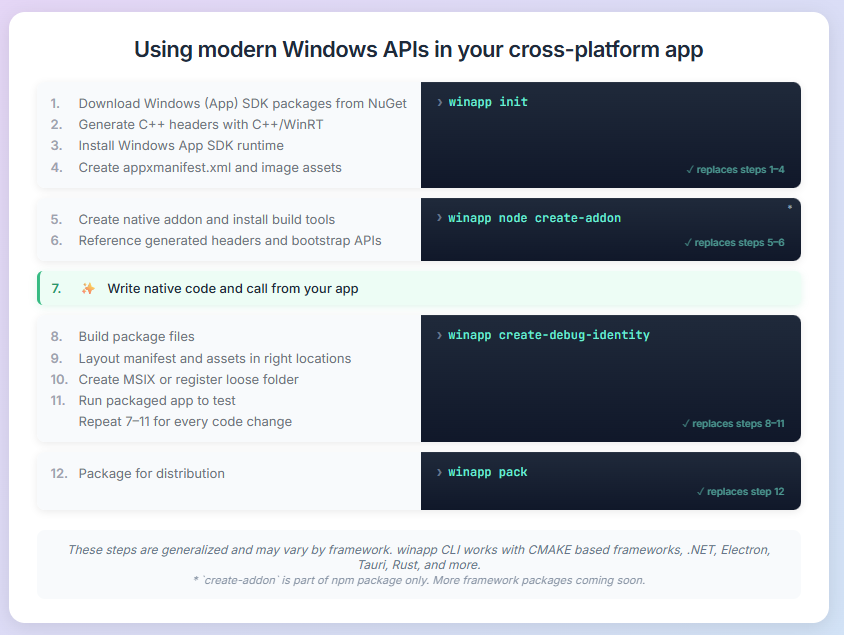 Using modern Windows APIs in your cross-platform app
1. Download Windows (App) SDK packages from NuGet
2. Generate C++ headers with C++/WinRT
3. Install Windows App SDK runtime
4. Create appxmanifest.xml and image assets
› winapp init
✓ replaces steps 1–4
5. Create native addon and install build tools
6. Reference generated headers and bootstrap APIs
*
› winapp node create-addon
✓ replaces steps 5–6
7. ✨ Write native code and call from your app
8. Build package files
9. Layout manifest and assets in right locations
10. Create MSIX or register loose folder
11. Run packaged app to test
Repeat 7–11 for every code change
› winapp create-debug-identity
✓ replaces steps 8–11
12. Package for distribution
› winapp pack
✓ replaces step 12
These steps are generalized and may vary by framework. winapp CLI works with CMAKE based frameworks, .NET, Electron,
Tauri, Rust, and more.
* `create-addon` is part of npm package only. More framework packages coming soon.